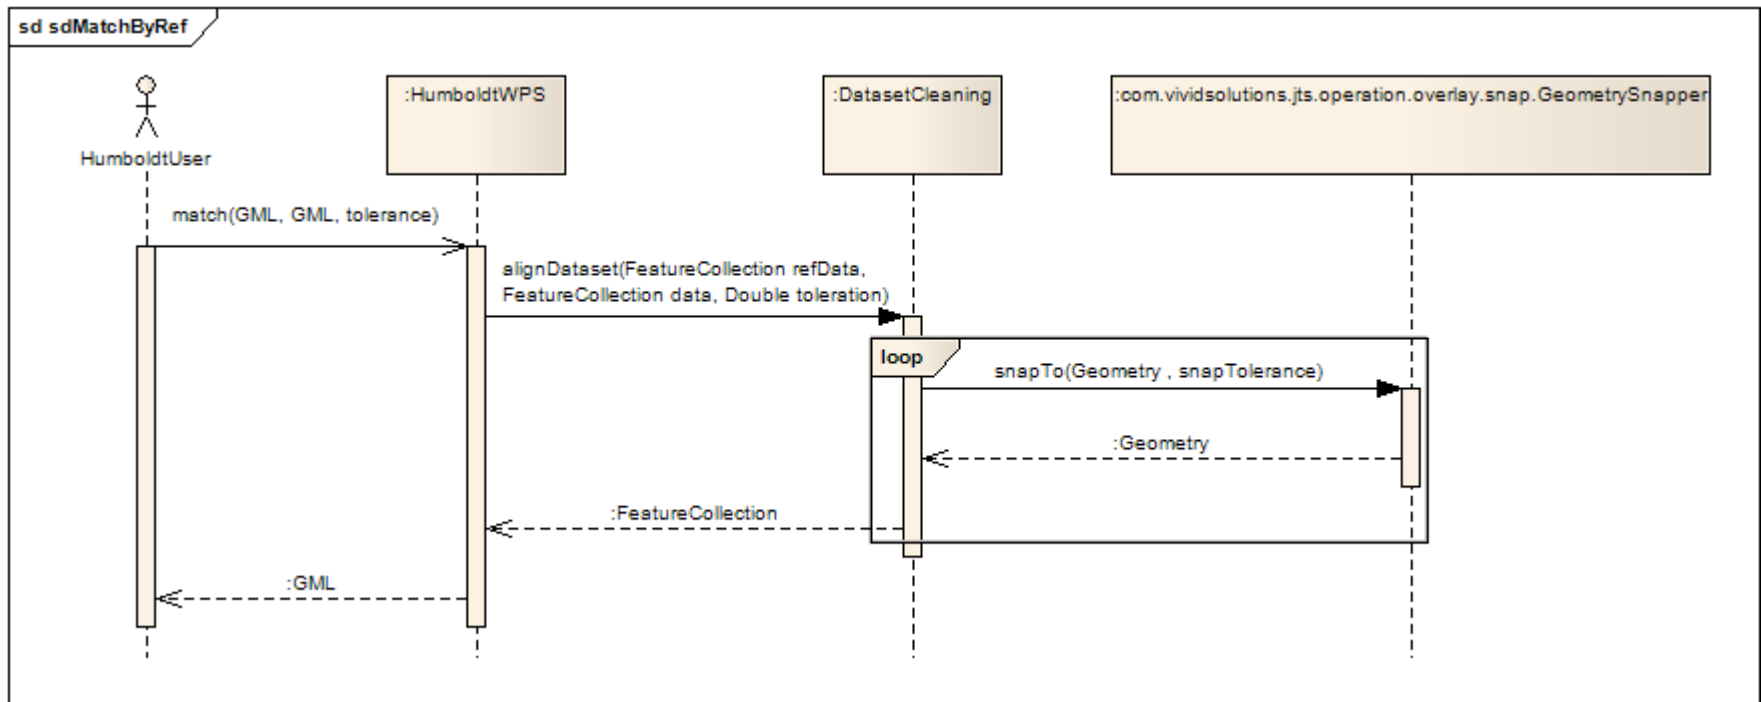 sd sdMatchByRef
:HumboldtWPS
:DatasetCleaning
:com.vividsolutions.jts.operation.overlay.snap.GeometrySnapper
HumboldtUser
match(GML, GML, tolerance)
alignDataset(FeatureCollection refData,
FeatureCollection data, Double toleration)
loop
snapTo(Geometry , snapTolerance)
:Geometry
:FeatureCollection
:GML